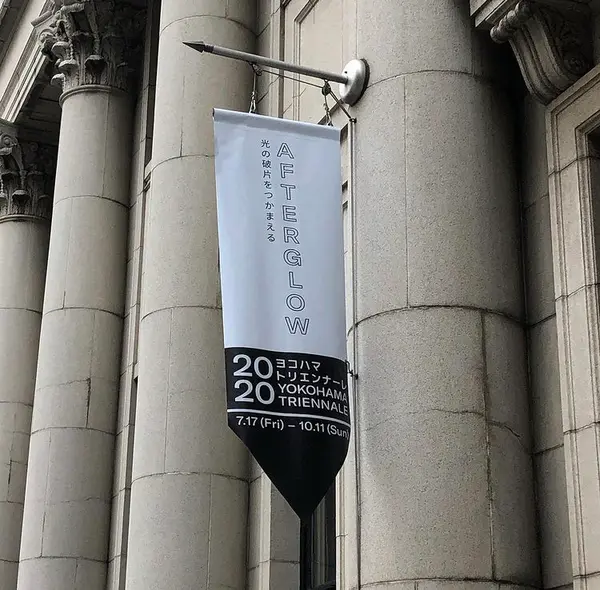 AFTERGLOW
光の破片をつかまえる
2020
ヨコハマ
トリエンナーレ
YOKOHAMA
TRIENNALE
7.17 (Fri) – 10.11 (Sun)